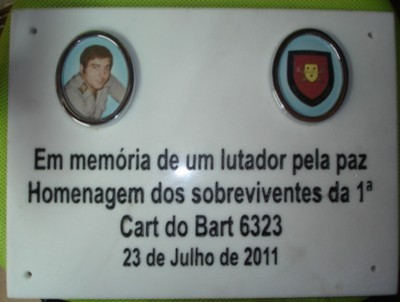 Em memória de um lutador pela paz
Homenagem dos sobreviventes da 1ª
Cart do Bart 6323
23 de Julho de 2011